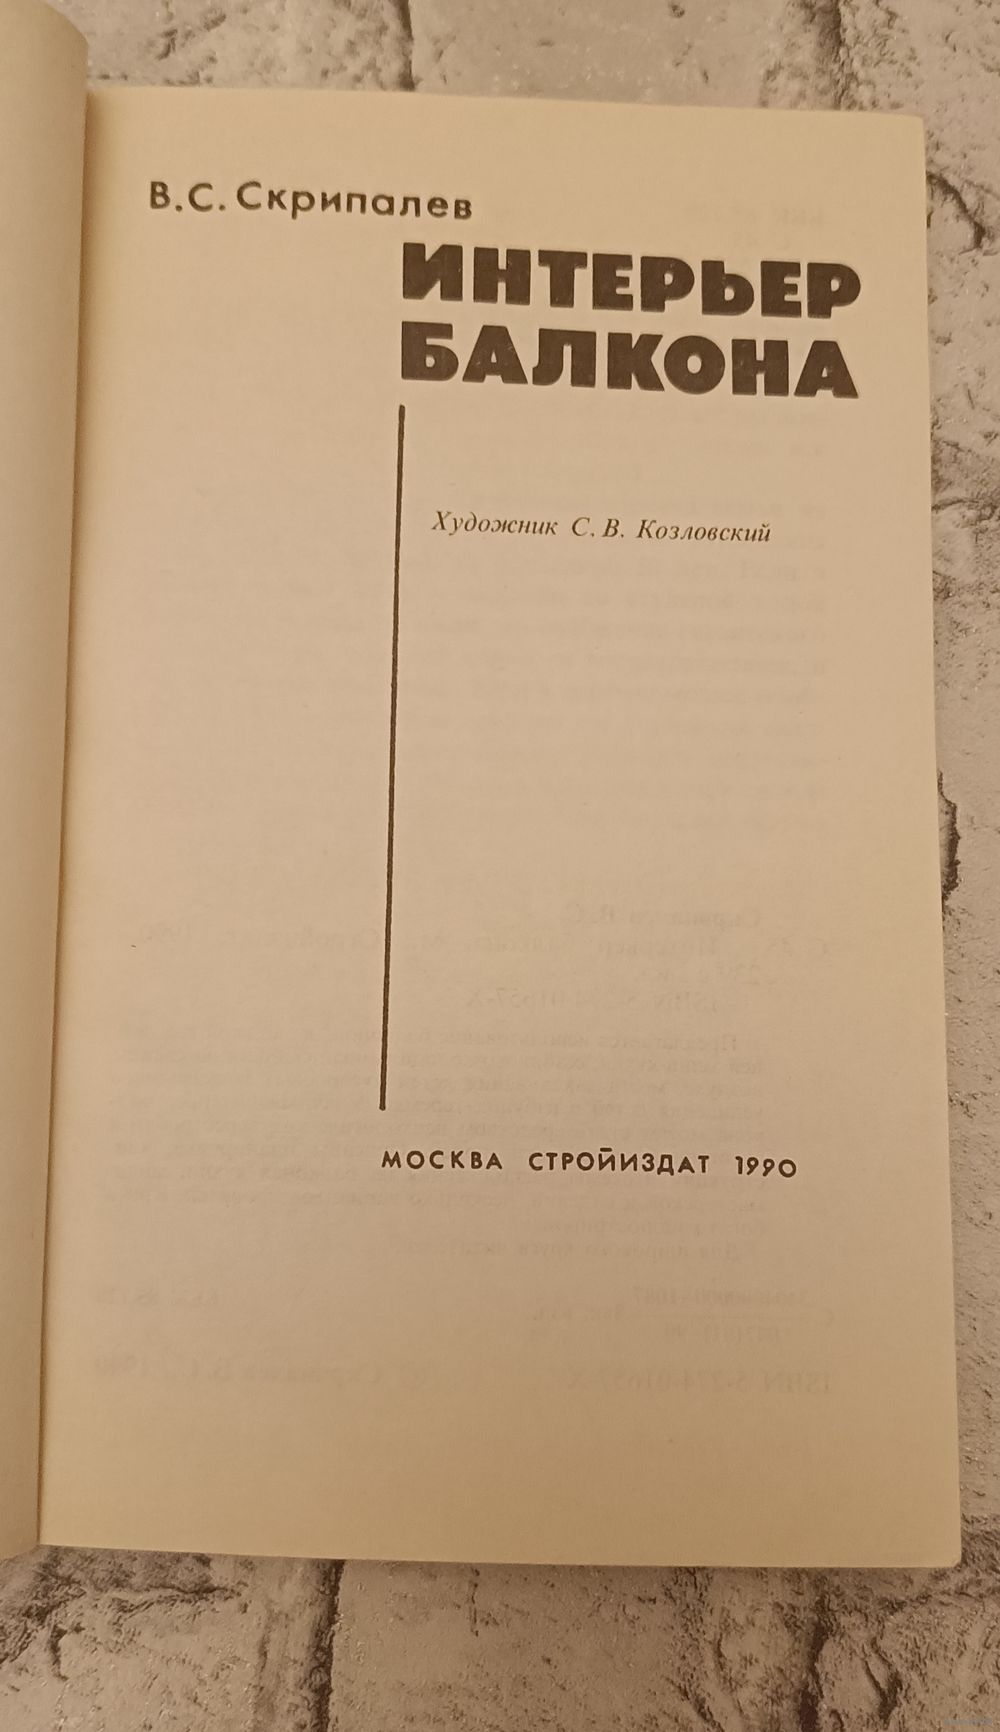 В.С. Скрипалев
ИНТЕРЬЕР
БАЛКОНА
Художник С. В. Козловский
МОСКВА СТРОЙИЗДАТ 1990